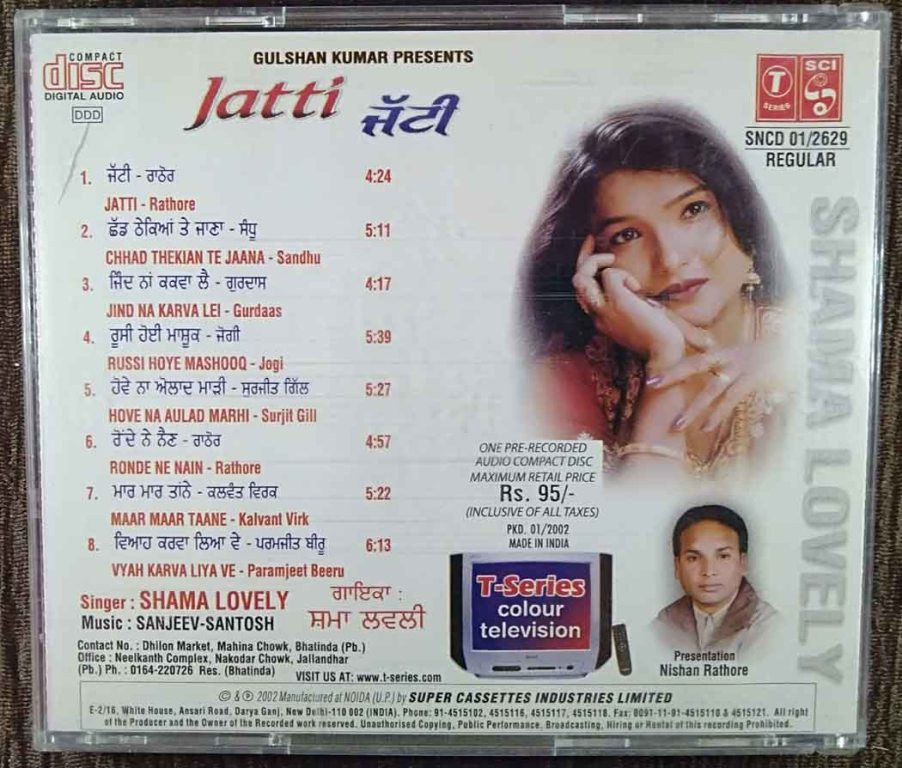 COMPACT
disc
DIGITAL AUDIO
DDD
GULSHAN KUMAR PRESENTS
Jatti ਜੱਟੀ
T
SERIES
SCI
SNCD 01/2629
REGULAR
1. ਜੱਟੀ - ਰਾਠੋਰ 4:24
JATTI - Rathore
2. ਛੱਡ ਠੇਕਿਆਂ ਤੇ ਜਾਣਾ - ਸੰਧੂ 5:11
CHHAD THEKIAN TE JAANA - Sandhu
3. ਜਿੰਦ ਨਾਂ ਕਕਵਾ ਲੈ - ਗੁਰਦਾਸ 4:17
JIND NA KARVA LEI - Gurdaas
4. ਰੂਸੀ ਹੋਈ ਮਾਸ਼ੂਕ - ਜੋਗੀ 5:39
RUSSI HOYE MASHOOQ - Jogi
5. ਹੋਵੇ ਨਾ ਔਲਾਦ ਮਾੜੀ - ਸੁਰਜੀਤ ਗਿੱਲ 5:27
HOVE NA AULAD MARHI - Surjit Gill
6. ਰੋਂਦੇ ਨੇ ਨੈਣ - ਰਾਠੋਰ 4:57
RONDE NE NAIN - Rathore
7. ਮਾਰ ਮਾਰ ਤਾਂਨੇ - ਕਲਵੰਤ ਵਿਰਕ 5:22
MAAR MAAR TAANE - Kalvant Virk
8. ਵਿਆਹ ਕਰਵਾ ਲਿਆ ਵੇ - ਪਰਮਜੀਤ ਬੀਰੂ 6:13
VYAH KARVA LIYA VE - Paramjeet Beeru
Singer : SHAMA LOVELY
Music : SANJEEV-SANTOSH
ਗਾਇਕਾ :
ਸ਼ਮਾ ਲਵਲੀ
Contact No. : Dhilon Market, Mahina Chowk, Bhatinda (Pb.)
Office : Neelkanth Complex, Nakodar Chowk, Jallandhar
(Pb.) Ph. : 0164-220726 Res. (Bhatinda)
VISIT US AT: www.t-series.com
ONE PRE-RECORDED
AUDIO COMPACT DISC
MAXIMUM RETAIL PRICE
Rs. 95/-
(INCLUSIVE OF ALL TAXES)
PKD. 01/2002
MADE IN INDIA
T-Series
colour
television
Presentation
Nishan Rathore
SHAMA LOVELY
© & ℗ 2002 Manufactured at NOIDA (U.P.) by SUPER CASSETTES INDUSTRIES LIMITED
E-2/16, White House, Ansari Road, Darya Ganj, New Delhi-110 002 (INDIA). Phone: 91-4515102, 4515116, 4515117, 4515118. Fax: 0091-11-91-4515118 & 4515121. All right
of the Producer and the Owner of the Recorded work reserved. Unauthorised Copying, Public Performance. Broadcasting, Hiring or Rental of this recording Prohibited.